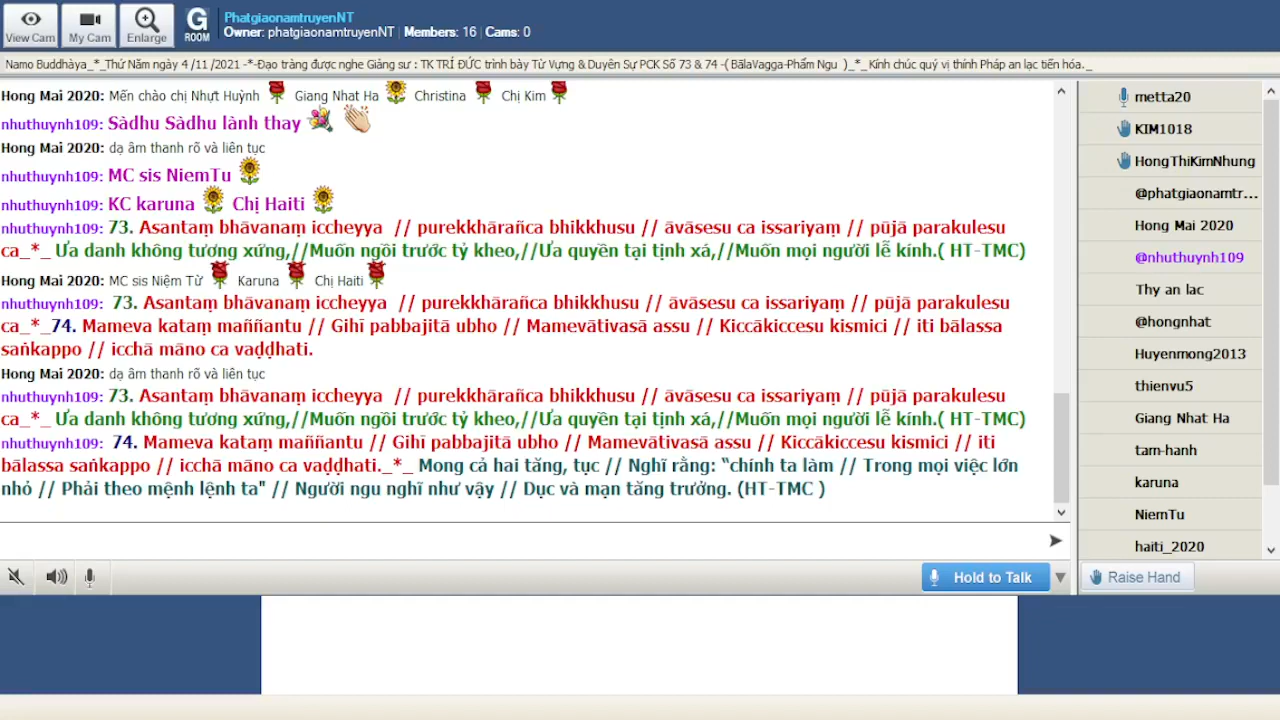 View Cam
My Cam
Enlarge
G
ROOM
PhatgiaonamtruyenNT
Owner: phatgiaonamtruyenNT | Members: 16 | Cams: 0
Namo Buddhàya_*_Thứ Năm ngày 4 /11 /2021 -*-Đạo tràng được nghe Giảng sư : TK TRÍ ĐỨC trình bày Từ Vựng & Duyên Sự PCK Số 73 & 74 -( BãlaVagga-Phẩm Ngu )_*_Kính chúc quý vị thính Pháp an lạc tiến hóa._
Hong Mai 2020: Mến chào chị Nhựt Huỳnh Giang Nhat Ha Christina Chị Kim
nhuthuynh109: Sàdhu Sàdhu lành thay
Hong Mai 2020: dạ âm thanh rõ và liên tục
nhuthuynh109: MC sis NiemTu
nhuthuynh109: KC karuna Chị Haiti
nhuthuynh109: 73. Asantaṃ bhāvanaṃ iccheyya // purekkhārañca bhikkhusu // āvāsesu ca issariyaṃ // pūjā parakulesu
ca_*_ Ưa danh không tương xứng,//Muốn ngồi trước tỷ kheo,//Ưa quyền tại tịnh xá,//Muốn mọi người lễ kính.( HT-TMC)
Hong Mai 2020: MC sis Niệm Từ Karuna Chị Haiti
nhuthuynh109: 73. Asantaṃ bhāvanaṃ iccheyya // purekkhārañca bhikkhusu // āvāsesu ca issariyaṃ // pūjā parakulesu
ca_*_74. Mameva kataṃ maññantu // Gihī pabbajitā ubho // Mamevātivasā assu // Kiccākiccesu kismici // iti bālassa
saṅkappo // icchā māno ca vaḍḍhati.
Hong Mai 2020: dạ âm thanh rõ và liên tục
nhuthuynh109: 73. Asantaṃ bhāvanaṃ iccheyya // purekkhārañca bhikkhusu // āvāsesu ca issariyaṃ // pūjā parakulesu
ca_*_ Ưa danh không tương xứng,//Muốn ngồi trước tỷ kheo,//Ưa quyền tại tịnh xá,//Muốn mọi người lễ kính.( HT-TMC)
nhuthuynh109: 74. Mameva kataṃ maññantu // Gihī pabbajitā ubho // Mamevātivasā assu // Kiccākiccesu kismici // iti
bālassa saṅkappo // icchā māno ca vaḍḍhati._*_ Mong cả hai tăng, tục // Nghĩ rằng: “chính ta làm // Trong mọi việc lớn
nhỏ // Phải theo mệnh lệnh ta" // Người ngu nghĩ như vậy // Dục và mạn tăng trưởng. (HT-TMC )
Hold to Talk
metta20
KIM1018
HongThiKimNhung
@phatgiaonamtr...
Hong Mai 2020
@nhuthuynh109
Thy an lac
@hongnhat
Huyenmong2013
thienvu5
Giang Nhat Ha
tam-hanh
karuna
NiemTu
haiti_2020
Raise Hand